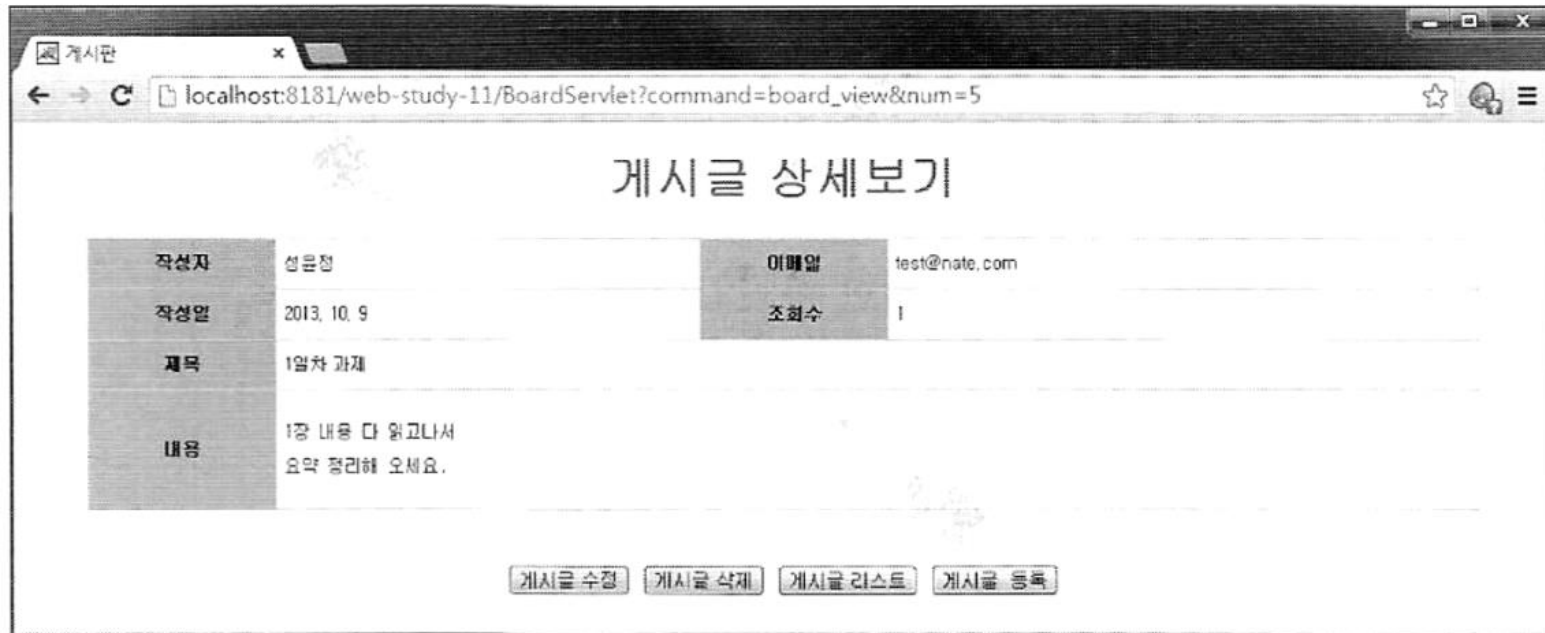 게시판
localhost:8181/web-study-11/BoardServlet?command=board_view&num=5
게시글 상세보기
작성자 성윤정 이메일 test@nate.com
작성일 2013. 10. 9 조회수 1
제목 1일차 과제
내용 1장 내용 다 읽고나서
요약 정리해 오세요.
게시글 수정 게시글 삭제 게시글 리스트 게시글 등록